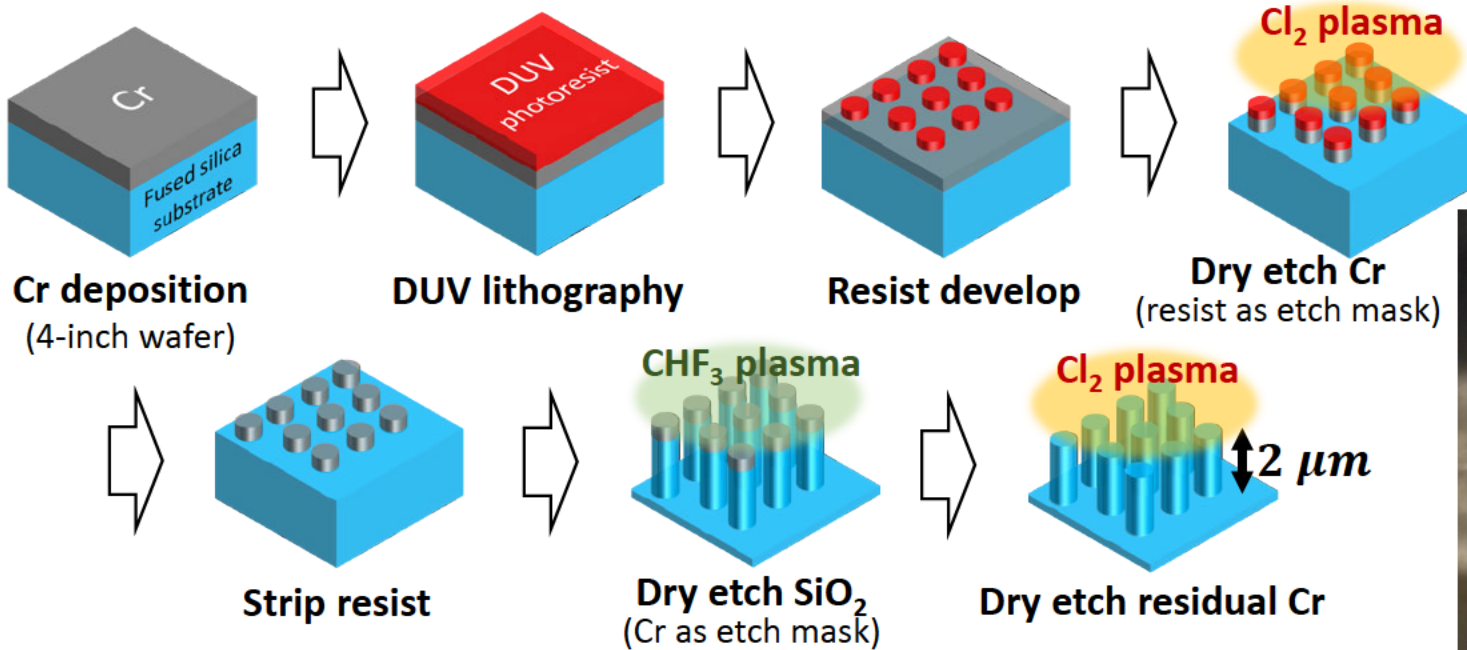 Cr
Fused silica
substrate
Cr deposition
(4-inch wafer)
DUV
photoresist
DUV lithography
Resist develop
Cl₂ plasma
Dry etch Cr
(resist as etch mask)
Strip resist
CHF₃ plasma
Dry etch SiO₂
(Cr as etch mask)
Cl₂ plasma
2 μm
Dry etch residual Cr